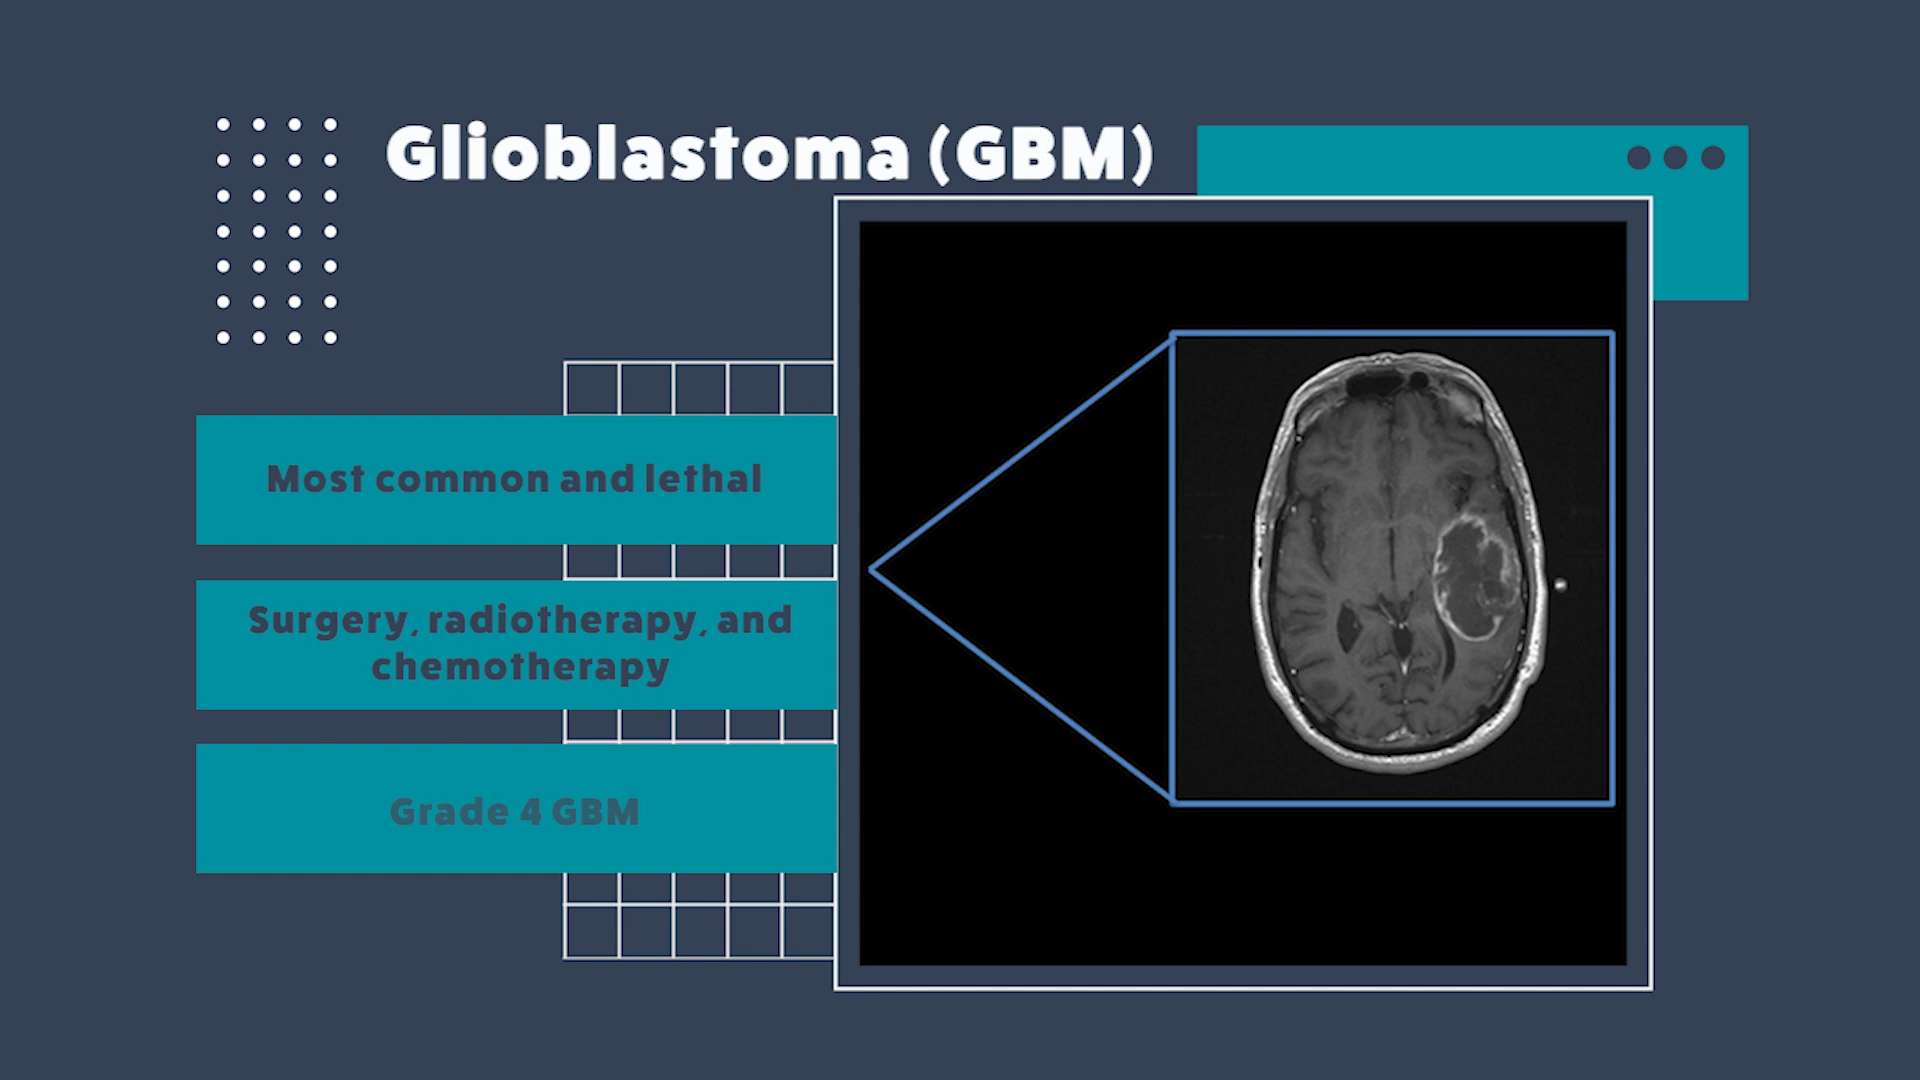 Glioblastoma (GBM)
Most common and lethal
Surgery, radiotherapy, and
chemotherapy
Grade 4 GBM